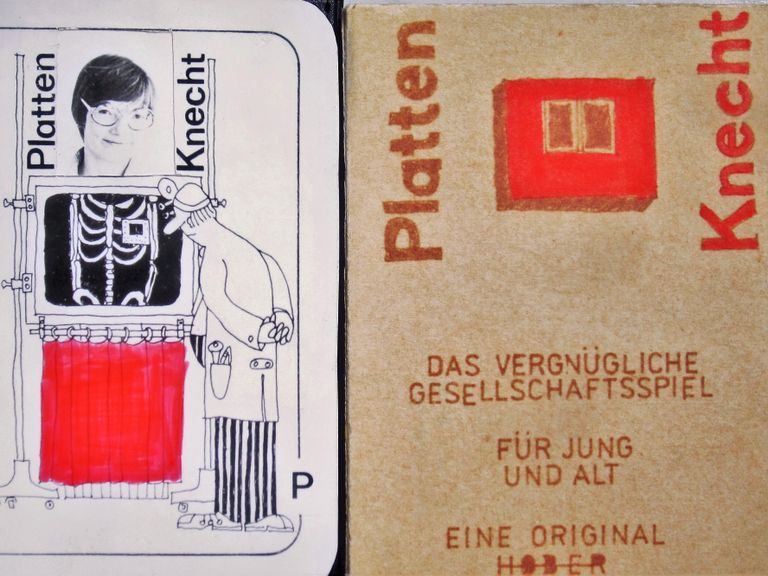 Platten
Knecht
P
Platten
Knecht
DAS VERGNÜGLICHE
GESELLSCHAFTSSPIEL
FÜR JUNG
UND ALT
EINE ORIGINAL